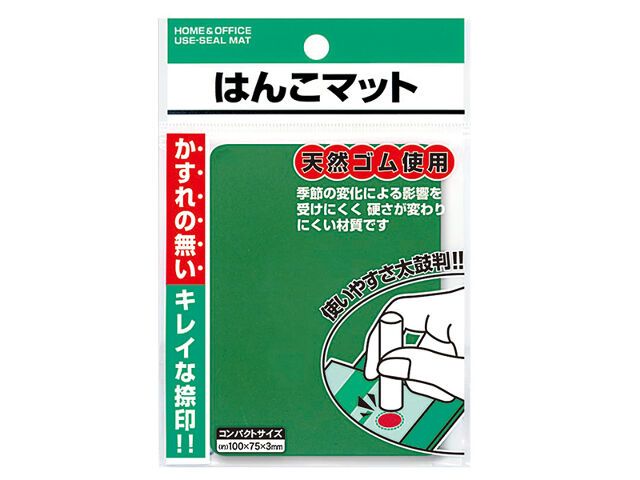 HOME & OFFICE
USE-SEAL MAT
はんこマット
かすれの無い
キレイな捺印!!
天然ゴム使用
季節の変化による影響を
受けにくく 硬さが変わり
にくい材質です
使いやすさ太鼓判!!
コンパクトサイズ
(約)100×75×3mm